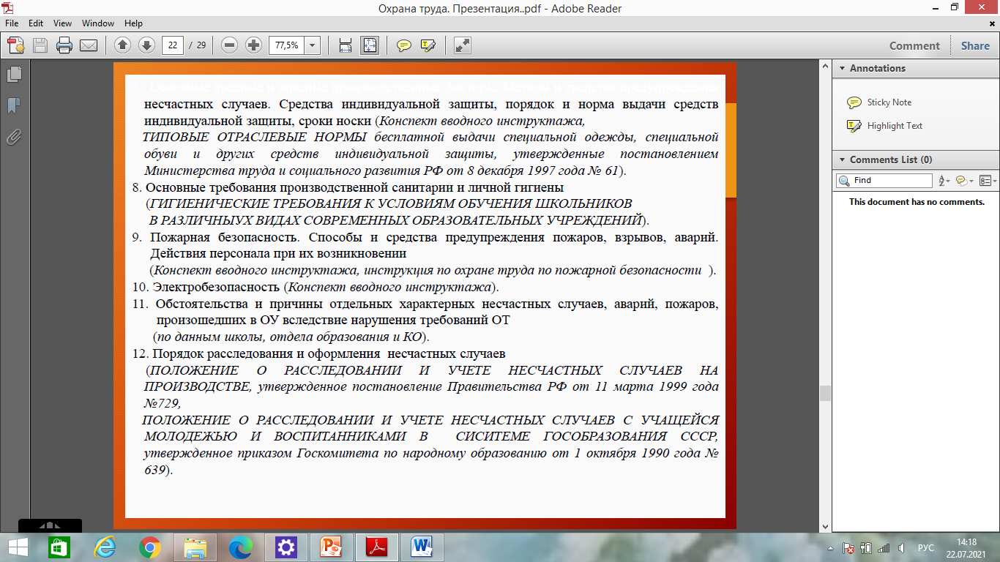 Охрана труда. Презентация..pdf - Adobe Reader
File Edit View Window Help
22 / 29 77,5% Comment Share
7. Основные вредные и опасные производственные факторы. Методы и средства предупреждения
несчастных случаев. Средства индивидуальной защиты, порядок и норма выдачи средств
индивидуальной защиты, сроки носки (Конспект вводного инструктажа,
ТИПОВЫЕ ОТРАСЛЕВЫЕ НОРМЫ бесплатной выдачи специальной одежды, специальной
обуви и других средств индивидуальной защиты, утвержденные постановлением
Министерства труда и социального развития РФ от 8 декабря 1997 года № 61).
8. Основные требования производственной санитарии и личной гигиены
(ГИГИЕНИЧЕСКИЕ ТРЕБОВАНИЯ К УСЛОВИЯМ ОБУЧЕНИЯ ШКОЛЬНИКОВ
В РАЗЛИЧНЫУХ ВИДАХ СОВРЕМЕННЫХ ОБРАЗОВАТЕЛЬНЫХ УЧРЕЖДЕНИЙ).
9. Пожарная безопасность. Способы и средства предупреждения пожаров, взрывов, аварий.
Действия персонала при их возникновении
(Конспект вводного инструктажа, инструкция по охране труда по пожарной безопасности ).
10. Электробезопасность (Конспект вводного инструктажа).
11. Обстоятельства и причины отдельных характерных несчастных случаев, аварий, пожаров,
произошедших в ОУ вследствие нарушения требований ОТ
(по данным школы, отдела образования и КО).
12. Порядок расследования и оформления несчастных случаев
(ПОЛОЖЕНИЕ О РАССЛЕДОВАНИИ И УЧЕТЕ НЕСЧАСТНЫХ СЛУЧАЕВ НА
ПРОИЗВОДСТВЕ, утвержденное постановление Правительства РФ от 11 марта 1999 года
№729,
ПОЛОЖЕНИЕ О РАССЛЕДОВАНИИ И УЧЕТЕ НЕСЧАСТНЫХ СЛУЧАЕВ С УЧАЩЕЙСЯ
МОЛОДЕЖЬЮ И ВОСПИТАННИКАМИ В СИСИТЕМЕ ГОСОБРАЗОВАНИЯ СССР,
утвержденное приказом Госкомитета по народному образованию от 1 октября 1990 года №
639).
Annotations
Sticky Note
Highlight Text
Comments List (0)
Find
This document has no comments.
РУС
14:18
22.07.2021